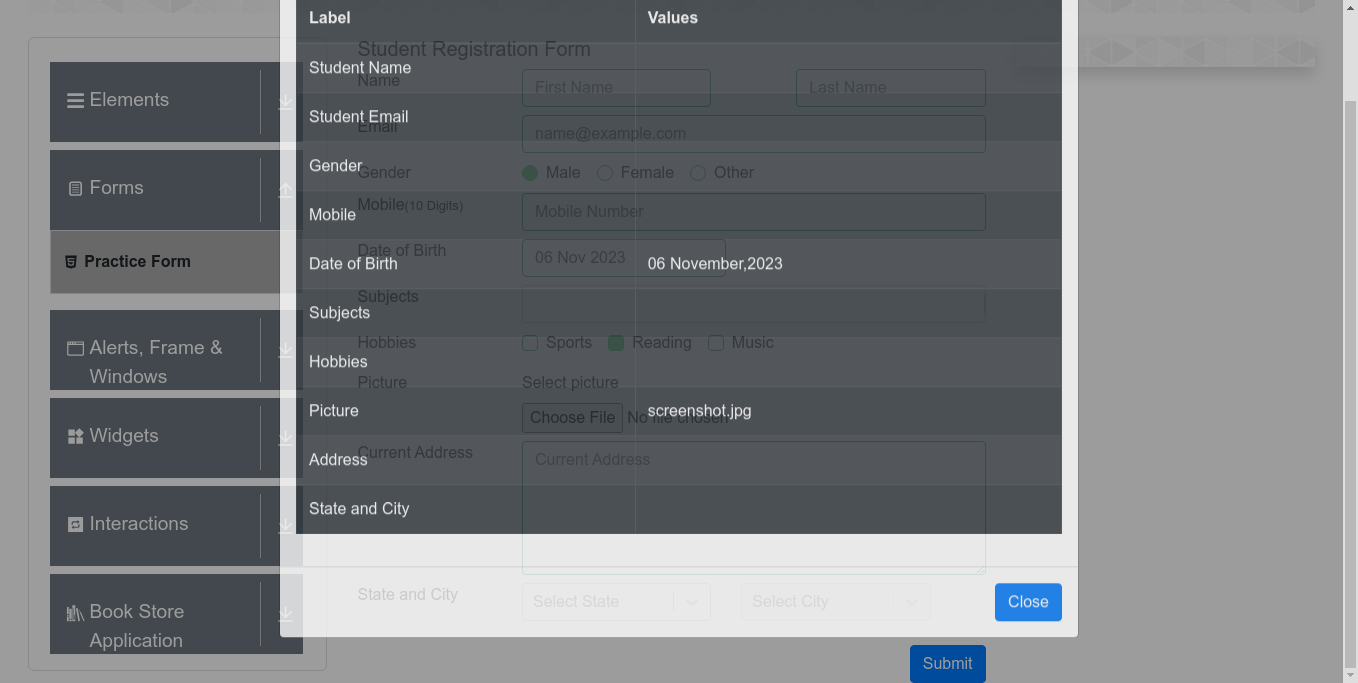 Label Values
Student Registration Form
Student Name
Name First Name Last Name
Student Email
Email name@example.com
Gender
Gender Male Female Other
Mobile
Mobile(10 Digits) Mobile Number
Date of Birth 06 November,2023
Date of Birth 06 Nov 2023
Subjects
Subjects
Hobbies
Hobbies Sports Reading Music
Picture screenshot.jpg
Picture Select picture
Choose File No file chosen
Address
Current Address Current Address
State and City
State and City Select State Select City
Close
Submit
Elements
Forms
Practice Form
Alerts, Frame &
Windows
Widgets
Interactions
Book Store
Application